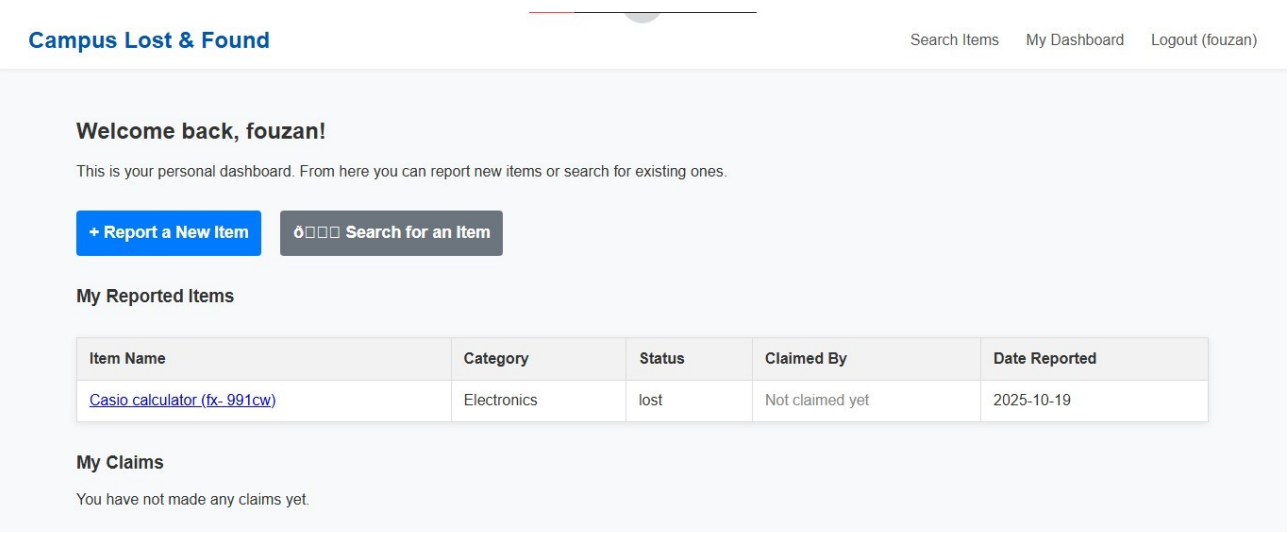 Campus Lost & Found
Search Items My Dashboard Logout (fouzan)
Welcome back, fouzan!
This is your personal dashboard. From here you can report new items or search for existing ones.
+ Report a New Item
ð□□□ Search for an Item
My Reported Items
Item Name Category Status Claimed By Date Reported
Casio calculator (fx- 991cw) Electronics lost Not claimed yet 2025-10-19
My Claims
You have not made any claims yet.